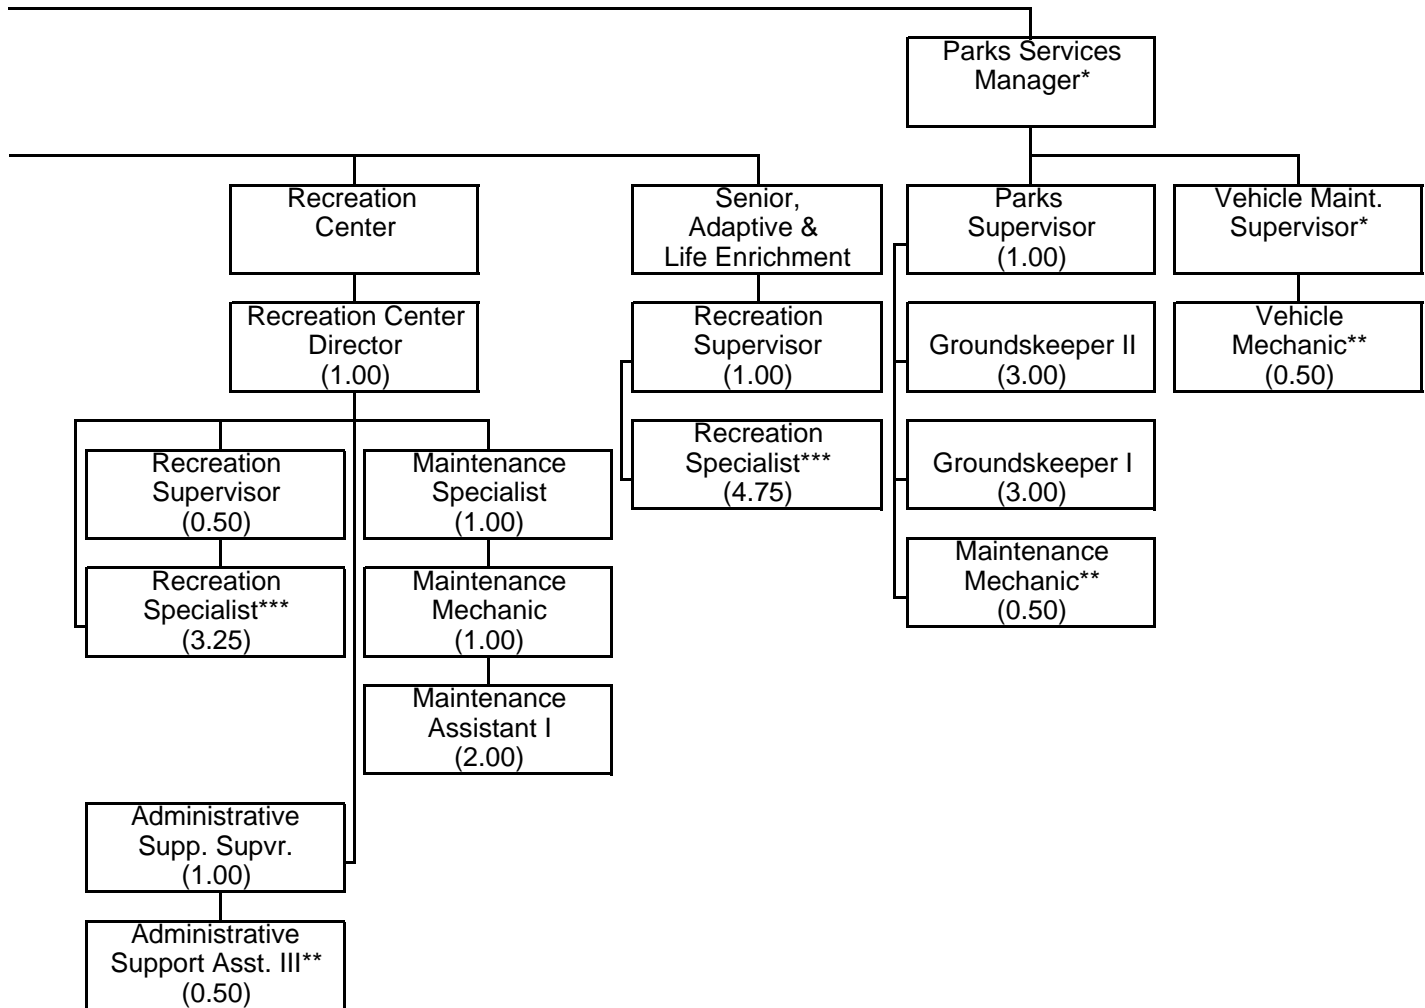 Parks Services
Manager*
Recreation
Center
Senior,
Adaptive &
Life Enrichment
Parks
Supervisor
(1.00)
Vehicle Maint.
Supervisor*
Recreation Center
Director
(1.00)
Recreation
Supervisor
(1.00)
Groundskeeper II
(3.00)
Vehicle
Mechanic**
(0.50)
Recreation
Supervisor
(0.50)
Maintenance
Specialist
(1.00)
Recreation
Specialist***
(4.75)
Groundskeeper I
(3.00)
Recreation
Specialist***
(3.25)
Maintenance
Mechanic
(1.00)
Maintenance
Mechanic**
(0.50)
Maintenance
Assistant I
(2.00)
Administrative
Supp. Supvr.
(1.00)
Administrative
Support Asst. III**
(0.50)